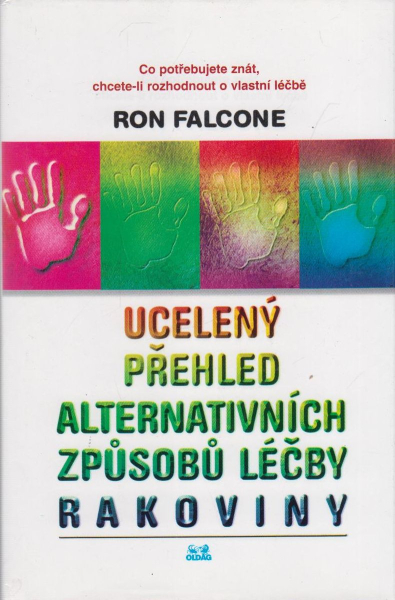 Co potřebujete znát,
chcete-li rozhodnout o vlastní léčbě
RON FALCONE
UCELENÝ
PŘEHLED
ALTERNATIVNÍCH
ZPŮSOBŮ LÉČBY
RAKOVINY
OLDAG